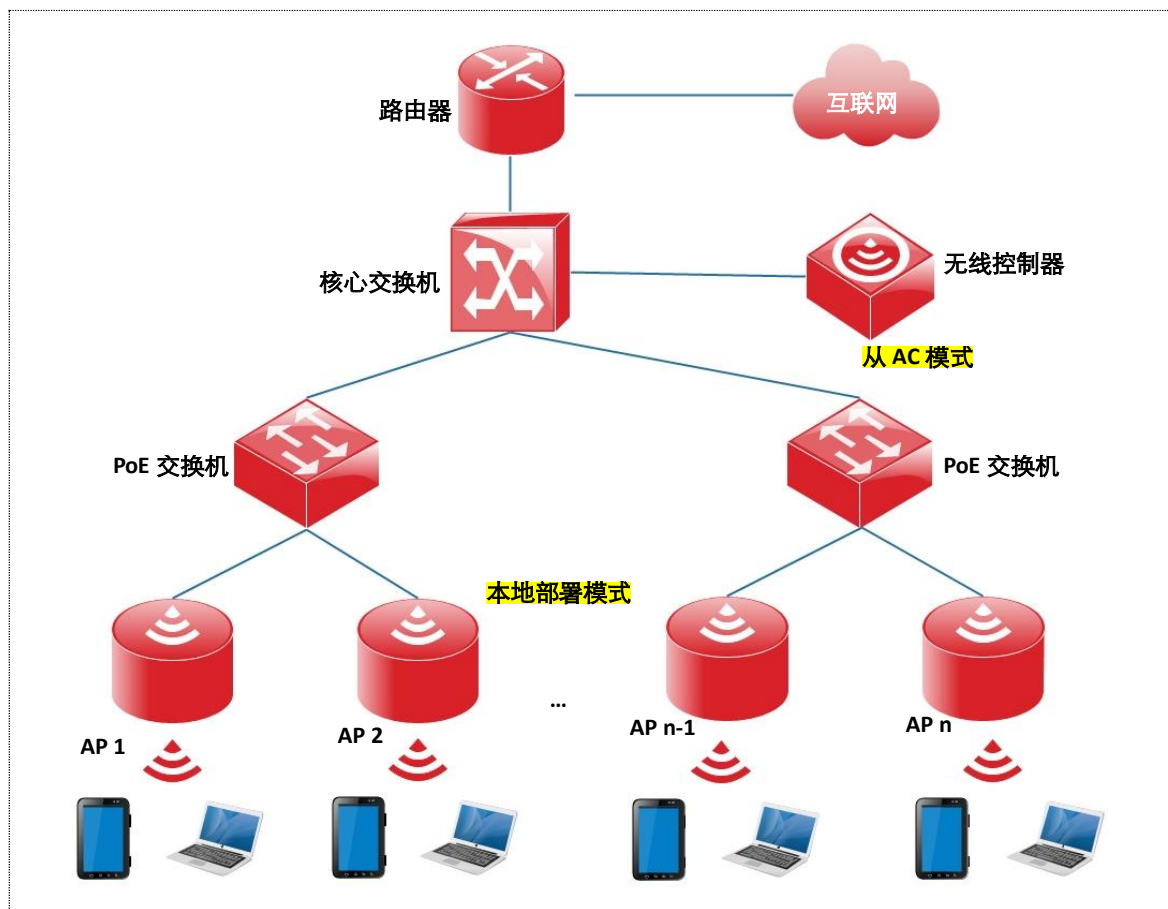 互联网
路由器
无线控制器
核心交换机
从 AC 模式
PoE 交换机
PoE 交换机
本地部署模式
...
AP 1
AP 2
AP n-1
AP n